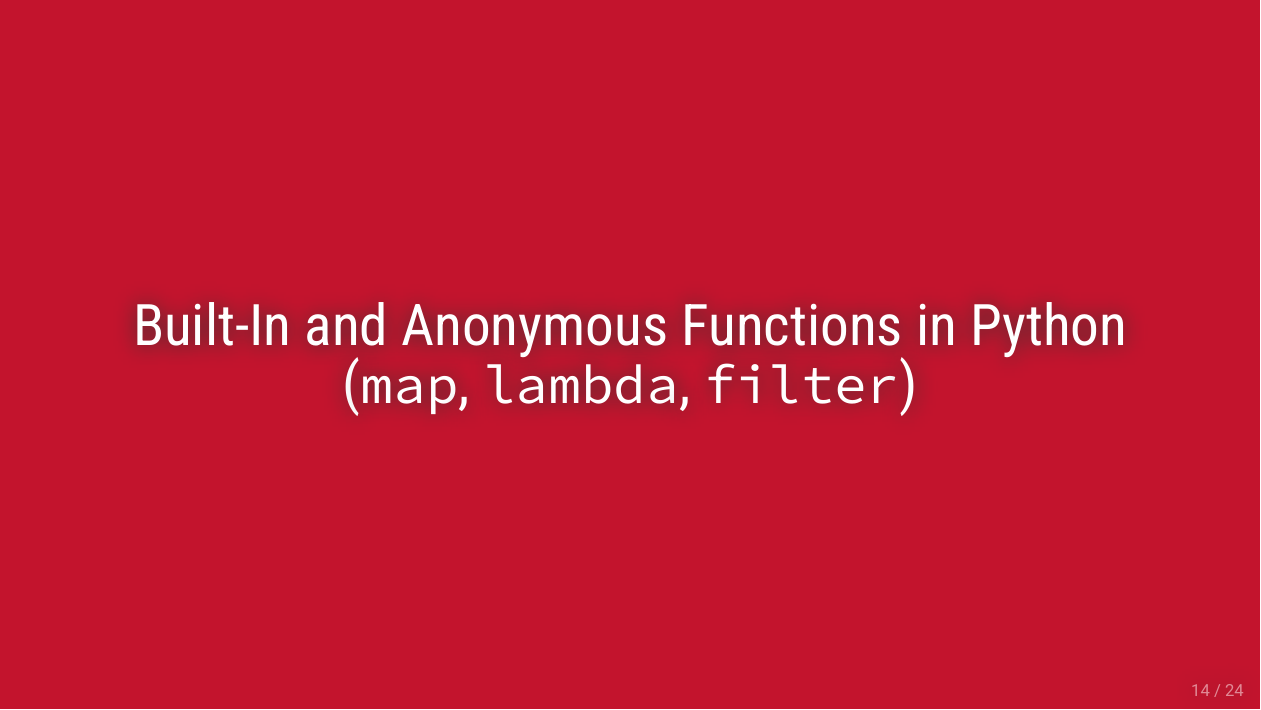 Built-In and Anonymous Functions in Python
(map, lambda, filter)
14 / 24